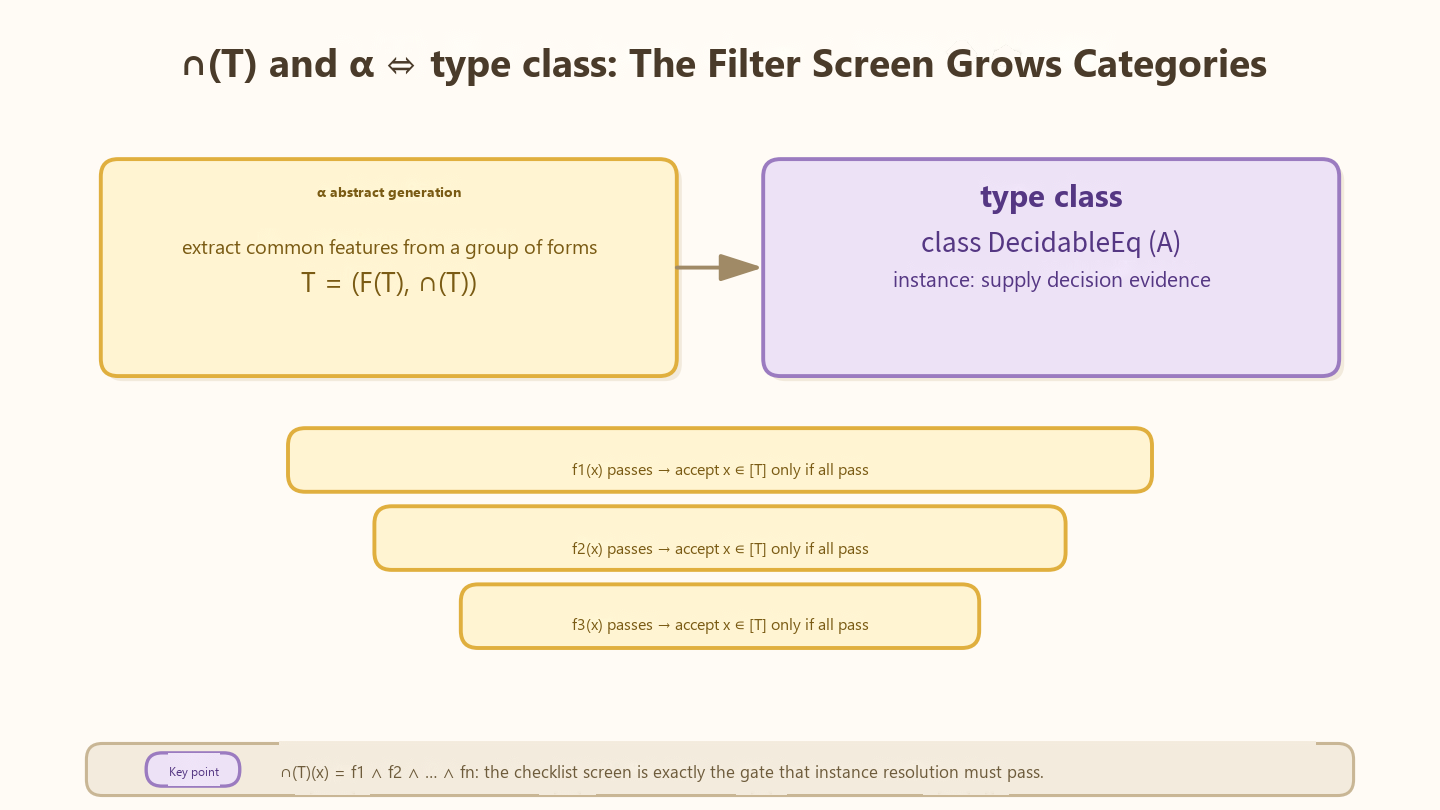 ∩(T) and α ⇔ type class: The Filter Screen Grows Categories
α abstract generation
extract common features from a group of forms
T = (F(T), ∩(T))
type class
class DecidableEq (A)
instance: supply decision evidence
f1(x) passes → accept x ∈ [T] only if all pass
f2(x) passes → accept x ∈ [T] only if all pass
f3(x) passes → accept x ∈ [T] only if all pass
Key point
∩(T)(x) = f1 ∧ f2 ∧ … ∧ fn: the checklist screen is exactly the gate that instance resolution must pass.